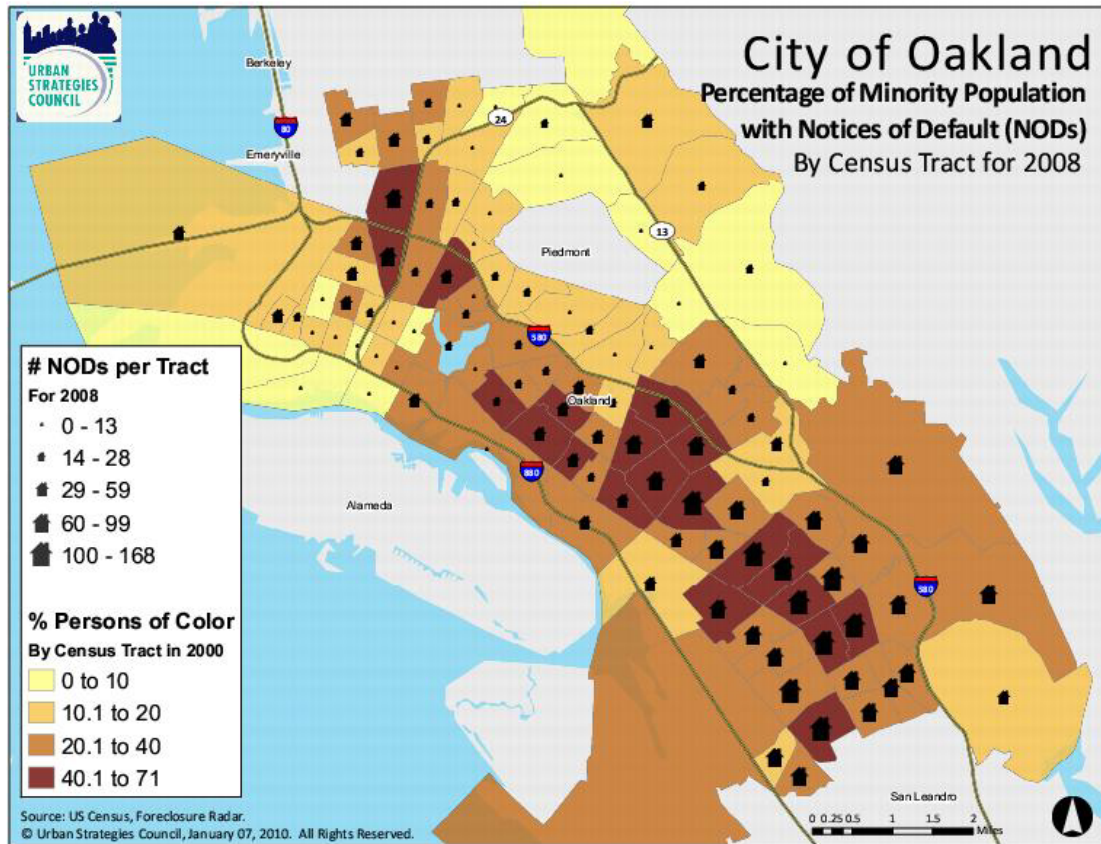 URBAN
STRATEGIES
COUNCIL
City of Oakland
Percentage of Minority Population
with Notices of Default (NODs)
By Census Tract for 2008
Berkeley
80
24
Emeryville
13
Piedmont
580
Oakland
880
Alameda
580
San Leandro
# NODs per Tract
For 2008
0 - 13
14 - 28
29 - 59
60 - 99
100 - 168
% Persons of Color
By Census Tract in 2000
0 to 10
10.1 to 20
20.1 to 40
40.1 to 71
Source: US Census, Foreclosure Radar.
© Urban Strategies Council, January 07, 2010. All Rights Reserved.
0 0.25 0.5 1 1.5 2
Miles